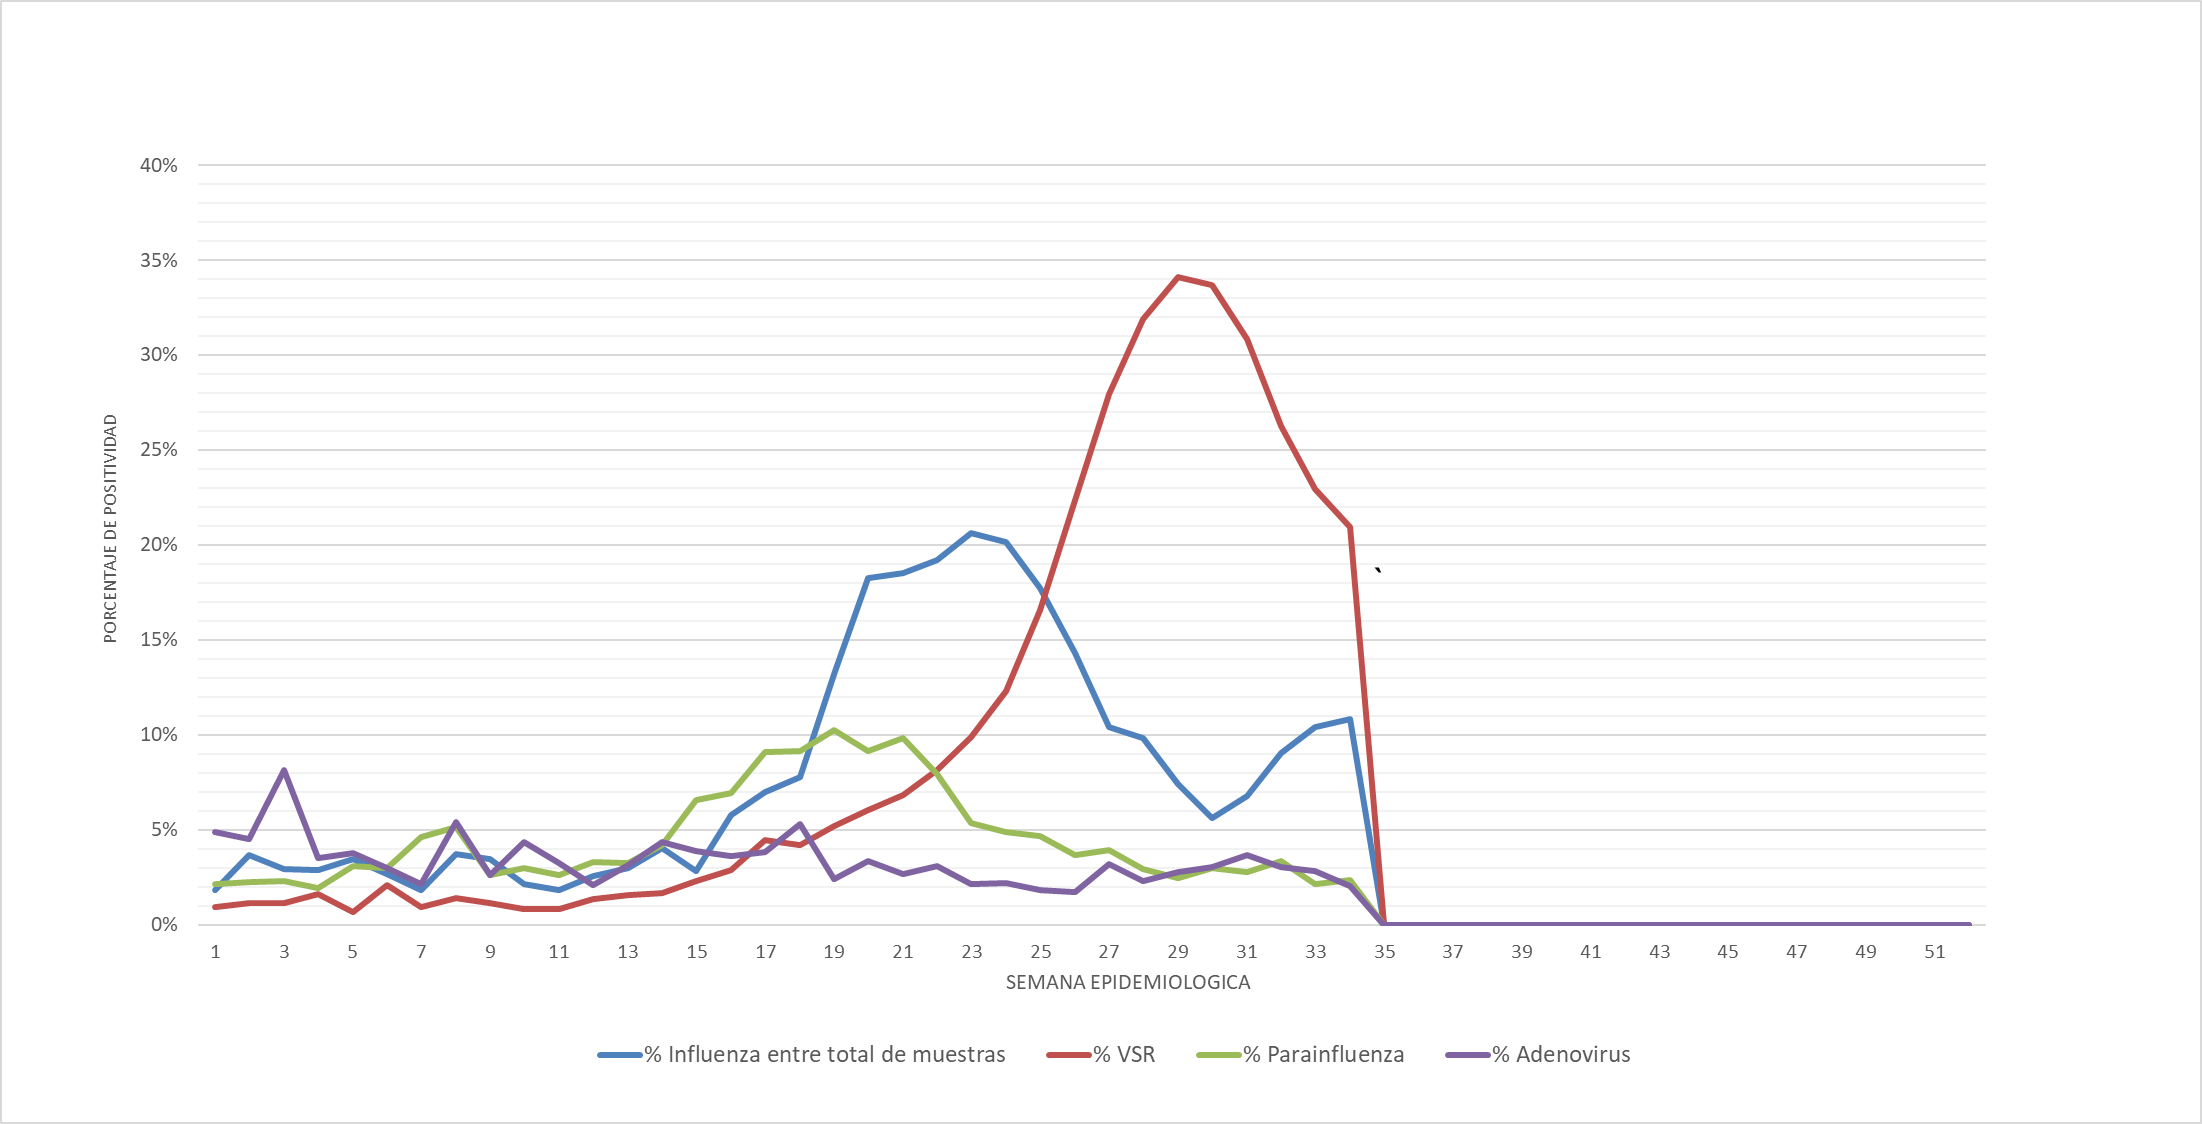 40%
35%
30%
25%
20%
15%
10%
5%
0%
PORCENTAJE DE POSITIVIDAD
`
1 3 5 7 9 11 13 15 17 19 21 23 25 27 29 31 33 35 37 39 41 43 45 47 49 51
SEMANA EPIDEMIOLOGICA
% Influenza entre total de muestras % VSR % Parainfluenza % Adenovirus